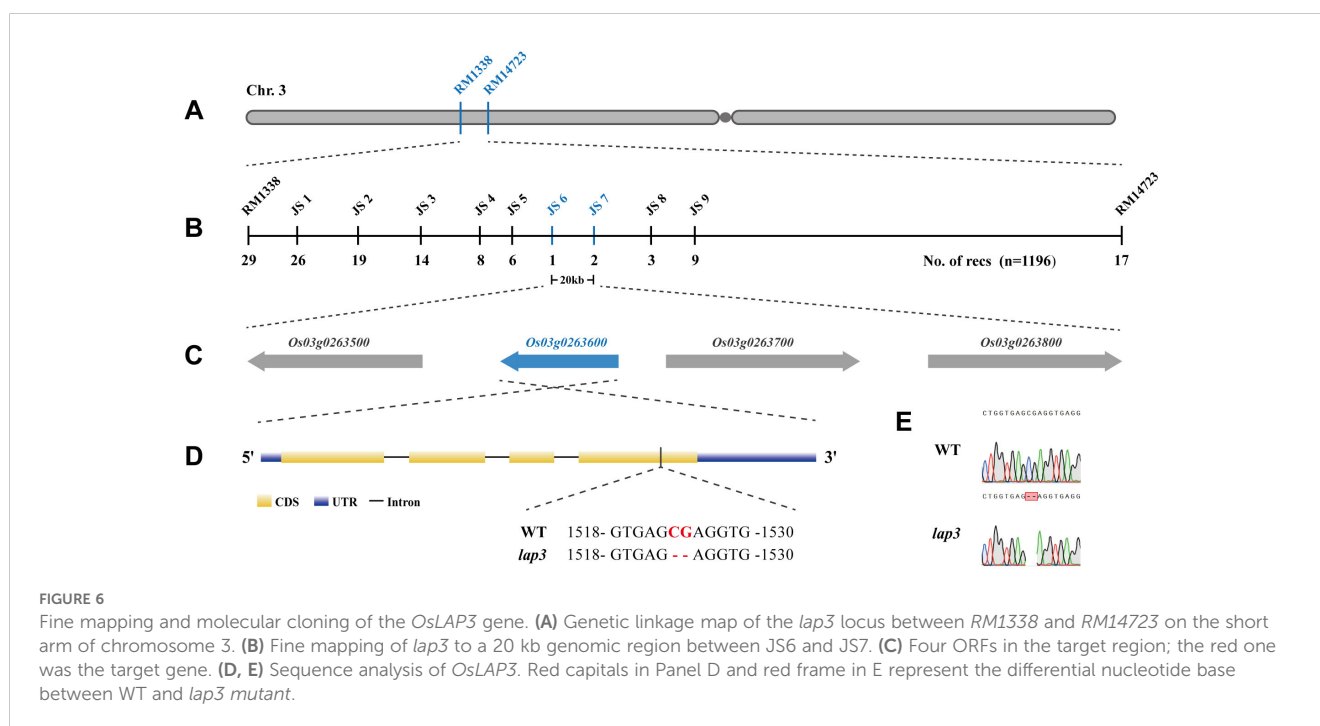 RM1338 RM14723
Chr. 3
A
RM1338 JS 1 JS 2 JS 3 JS 4 JS 5 JS 6 JS 7 JS 8 JS 9 RM14723
B
29 26 19 14 8 6 1 2 3 9 No. of recs (n=1196) 17
20kb
Os03g0263500 Os03g0263600 Os03g0263700 Os03g0263800
C
D 5' 3'
CDS UTR Intron
WT 1518- GTGAGCGAGGTG -1530
lap3 1518- GTGAG - - AGGTG -1530
E
CTGGTGAGCGAGGTGAGG
WT
CTGGTGAG--AGGTGAGG
lap3
FIGURE 6
Fine mapping and molecular cloning of the OsLAP3 gene. (A) Genetic linkage map of the lap3 locus between RM1338 and RM14723 on the short
arm of chromosome 3. (B) Fine mapping of lap3 to a 20 kb genomic region between JS6 and JS7. (C) Four ORFs in the target region; the red one
was the target gene. (D, E) Sequence analysis of OsLAP3. Red capitals in Panel D and red frame in E represent the differential nucleotide base
between WT and lap3 mutant.